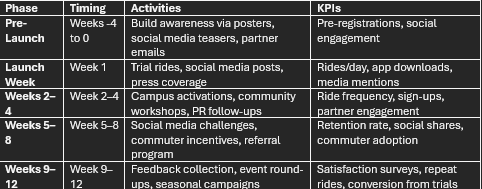 Phase Timing Activities KPIs
Pre- Weeks -4 Build awareness via posters, Pre-registrations, social
Launch to 0 social media teasers, partner engagement
emails
Launch Week 1 Trial rides, social media posts, Rides/day, app downloads,
Week press coverage media mentions
Weeks 2– Week 2–4 Campus activations, community Ride frequency, sign-ups,
4 workshops, PR follow-ups partner engagement
Weeks 5– Week 5–8 Social media challenges, Retention rate, social shares,
8 commuter incentives, referral commuter adoption
program
Weeks 9– Week 9– Feedback collection, event round- Satisfaction surveys, repeat
12 12 ups, seasonal campaigns rides, conversion from trials